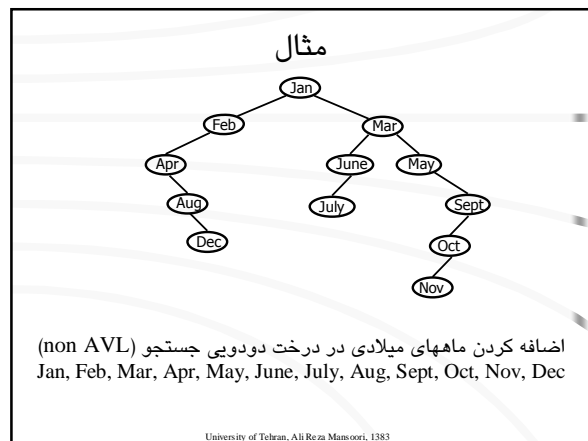 مثال
Jan
Feb Mar
Apr June May
Aug July Sept
Dec Oct
Nov
اضافه کردن ماههای میلادی در درخت دودویی جستجو (non AVL)
Jan, Feb, Mar, Apr, May, June, July, Aug, Sept, Oct, Nov, Dec
University of Tehran, Ali Reza Mansoori, 1383